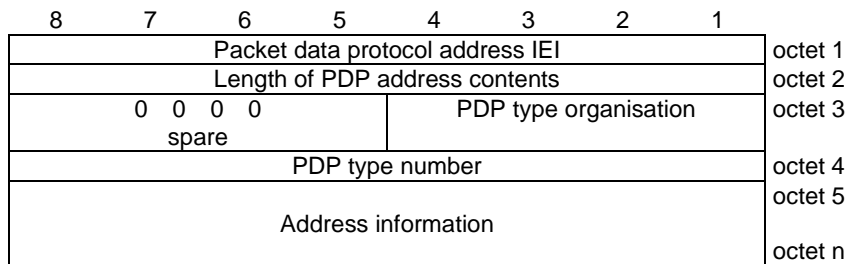 8 7 6 5 4 3 2 1
Packet data protocol address IEI octet 1
Length of PDP address contents octet 2
0 0 0 0 PDP type organisation octet 3
spare
PDP type number octet 4
octet 5
Address information
octet n